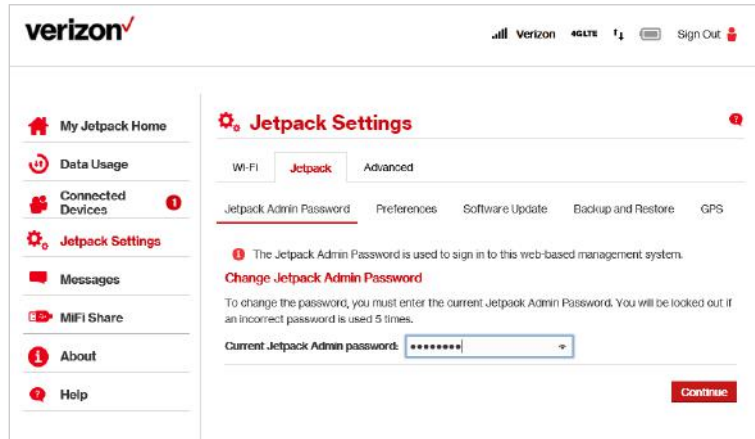 verizon
Verizon 4GLTE Sign Out
My Jetpack Home
Data Usage
Connected
Devices 1
Jetpack Settings
Messages
MiFi Share
About
Help
Jetpack Settings
Wi-Fi Jetpack Advanced
Jetpack Admin Password Preferences Software Update Backup and Restore GPS
The Jetpack Admin Password is used to sign in to this web-based management system.
Change Jetpack Admin Password
To change the password, you must enter the current Jetpack Admin Password. You will be locked out if
an incorrect password is used 5 times.
Current Jetpack Admin password: ••••••••
Continue